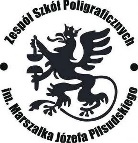 Zespół Szkół Poligraficznych
im. Marszałka Józefa Piłsudskiego